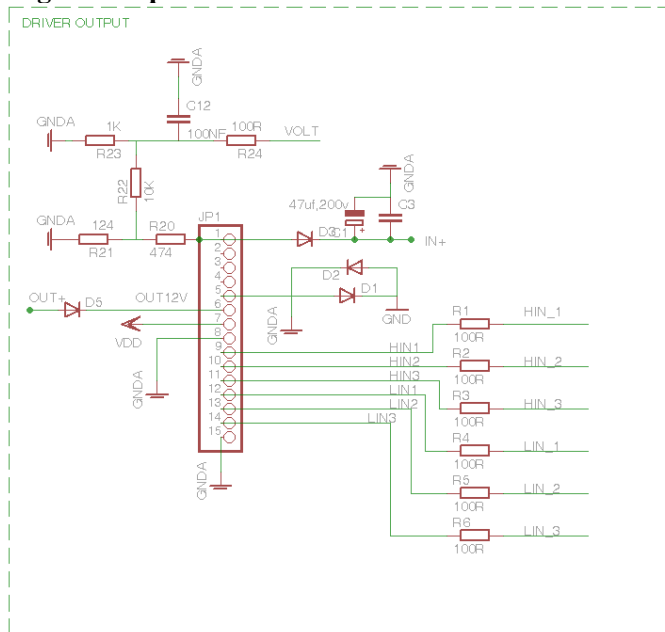 DRIVER OUTPUT
GNDA
C12
GNDA
1K
100NF
100R
VOLT
R23
R24
R22
10K
GNDA
47uf,200v
C3
JP1
GNDA
124
R20
1
D3
C1
+
IN+
R21
474
2
3
D2
4
5
D1
OUT+
D5
OUT12V
6
GNDA
GND
R1
HIN_1
7
VDD
8
100R
9
HIN1
R2
10
HIN2
HIN_2
11
HIN3
100R
12
LIN1
R3
GNDA
13
LIN2
HIN_3
14
LIN3
100R
15
R4
LIN_1
100R
GNDA
R5
LIN_2
100R
R6
LIN_3
100R